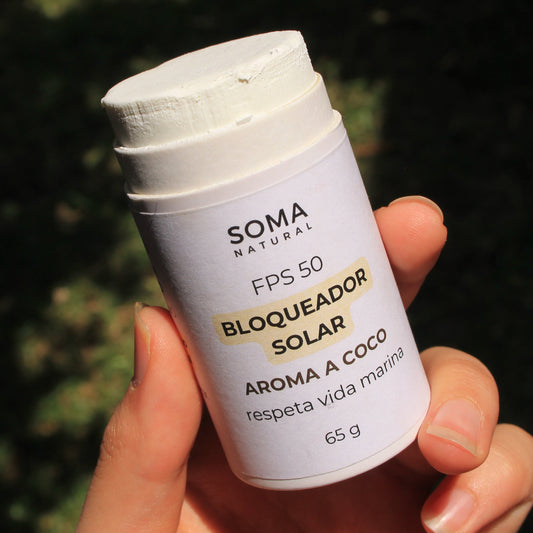 SOMA
NATURAL
FPS 50
BLOQUEADOR
SOLAR
AROMA A COCO
respeta vida marina
65 g